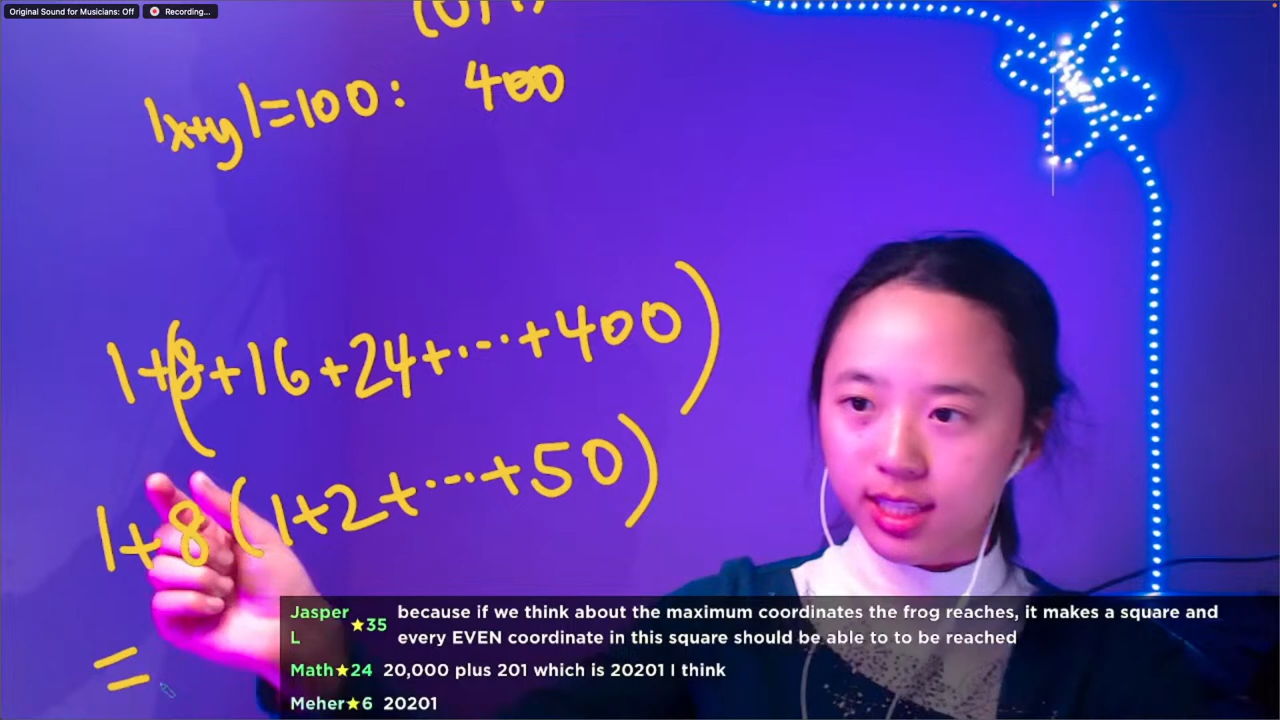 Original Sound for Musicians: Off
Recording...
|x+y|=100: 400
1+(8+16+24+...+400)
1+8(1+2+...+50)
=
Jasper L ★35 because if we think about the maximum coordinates the frog reaches, it makes a square and
every EVEN coordinate in this square should be able to to be reached
Math★24 20,000 plus 201 which is 20201 I think
Meher★6 20201